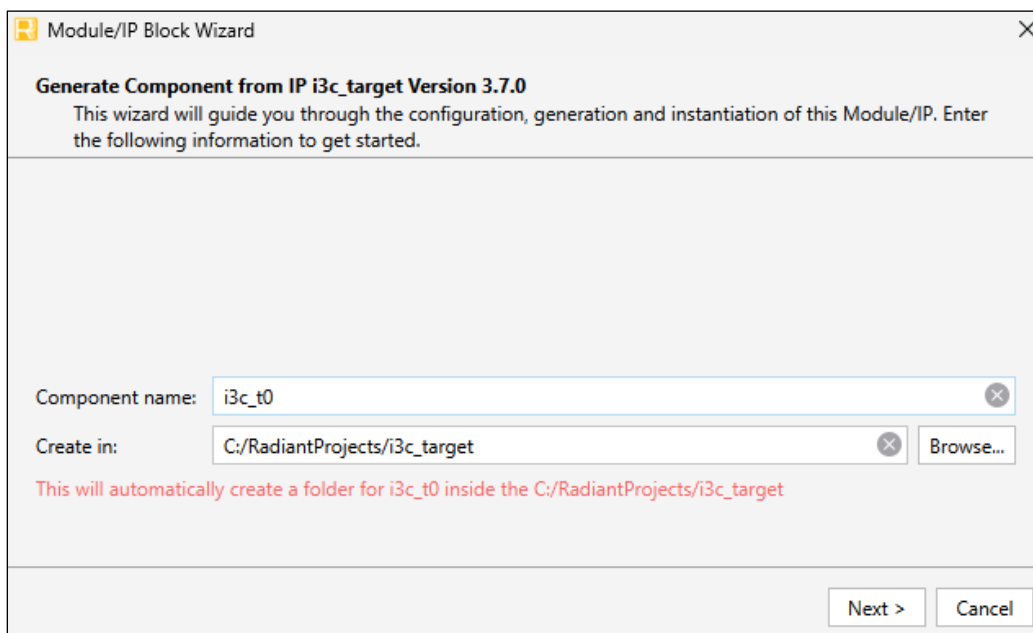 Module/IP Block Wizard
Generate Component from IP i3c_target Version 3.7.0
This wizard will guide you through the configuration, generation and instantiation of this Module/IP. Enter
the following information to get started.
Component name: i3c_t0
Create in: C:/RadiantProjects/i3c_target Browse...
This will automatically create a folder for i3c_t0 inside the C:/RadiantProjects/i3c_target
Next > Cancel